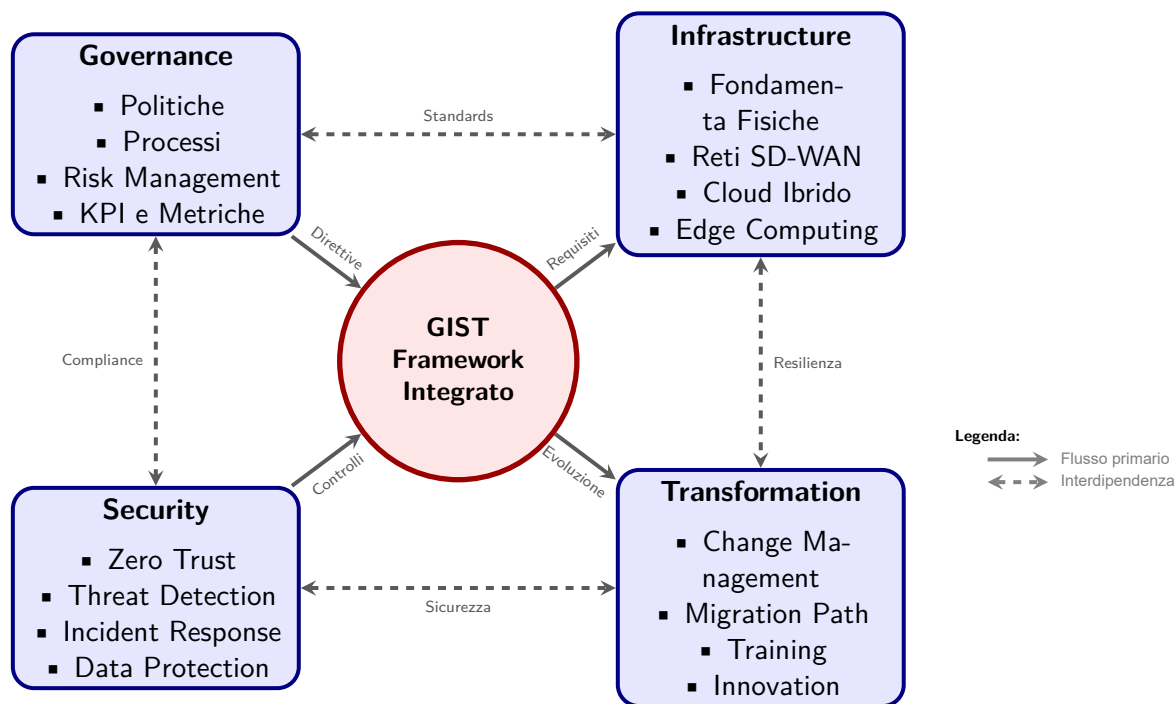 Governance
▪ Politiche
▪ Processi
▪ Risk Management
▪ KPI e Metriche
Standards
Infrastructure
▪ Fondamen-
ta Fisiche
▪ Reti SD-WAN
▪ Cloud Ibrido
▪ Edge Computing
Direttive
Requisiti
GIST
Framework
Integrato
Compliance
Resilienza
Controlli
Evoluzione
Security
▪ Zero Trust
▪ Threat Detection
▪ Incident Response
▪ Data Protection
Sicurezza
Transformation
▪ Change Ma-
nagement
▪ Migration Path
▪ Training
▪ Innovation
Legenda:
Flusso primario
Interdipendenza